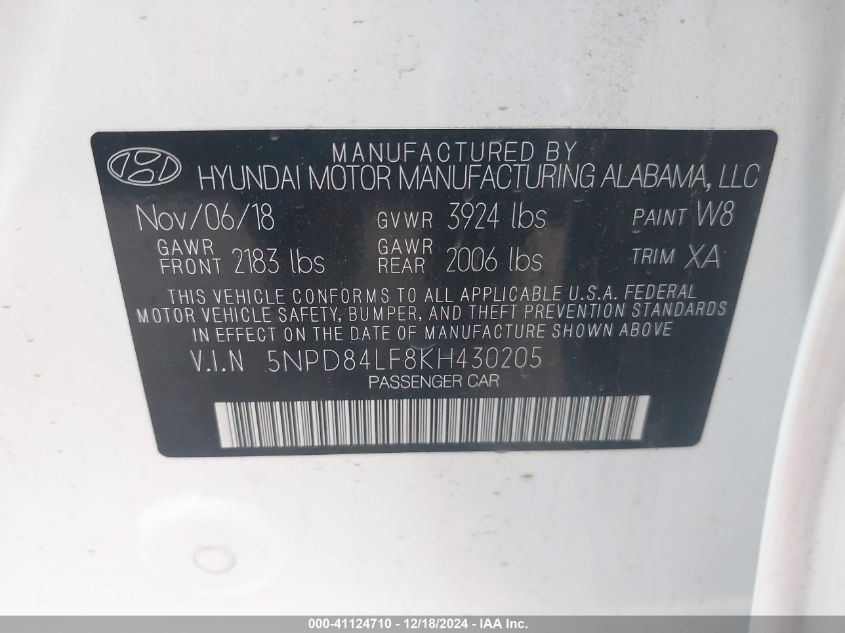 MANUFACTURED BY
HYUNDAI MOTOR MANUFACTURING ALABAMA, LLC
Nov/06/18 GVWR 3924 lbs PAINT W8
GAWR FRONT 2183 lbs GAWR REAR 2006 lbs TRIM XA
THIS VEHICLE CONFORMS TO ALL APPLICABLE U.S.A. FEDERAL
MOTOR VEHICLE SAFETY, BUMPER, AND THEFT PREVENTION STANDARDS
IN EFFECT ON THE DATE OF MANUFACTURE SHOWN ABOVE
V.I.N 5NPD84LF8KH430205
PASSENGER CAR
000-41124710 - 12/18/2024 - IAA Inc.